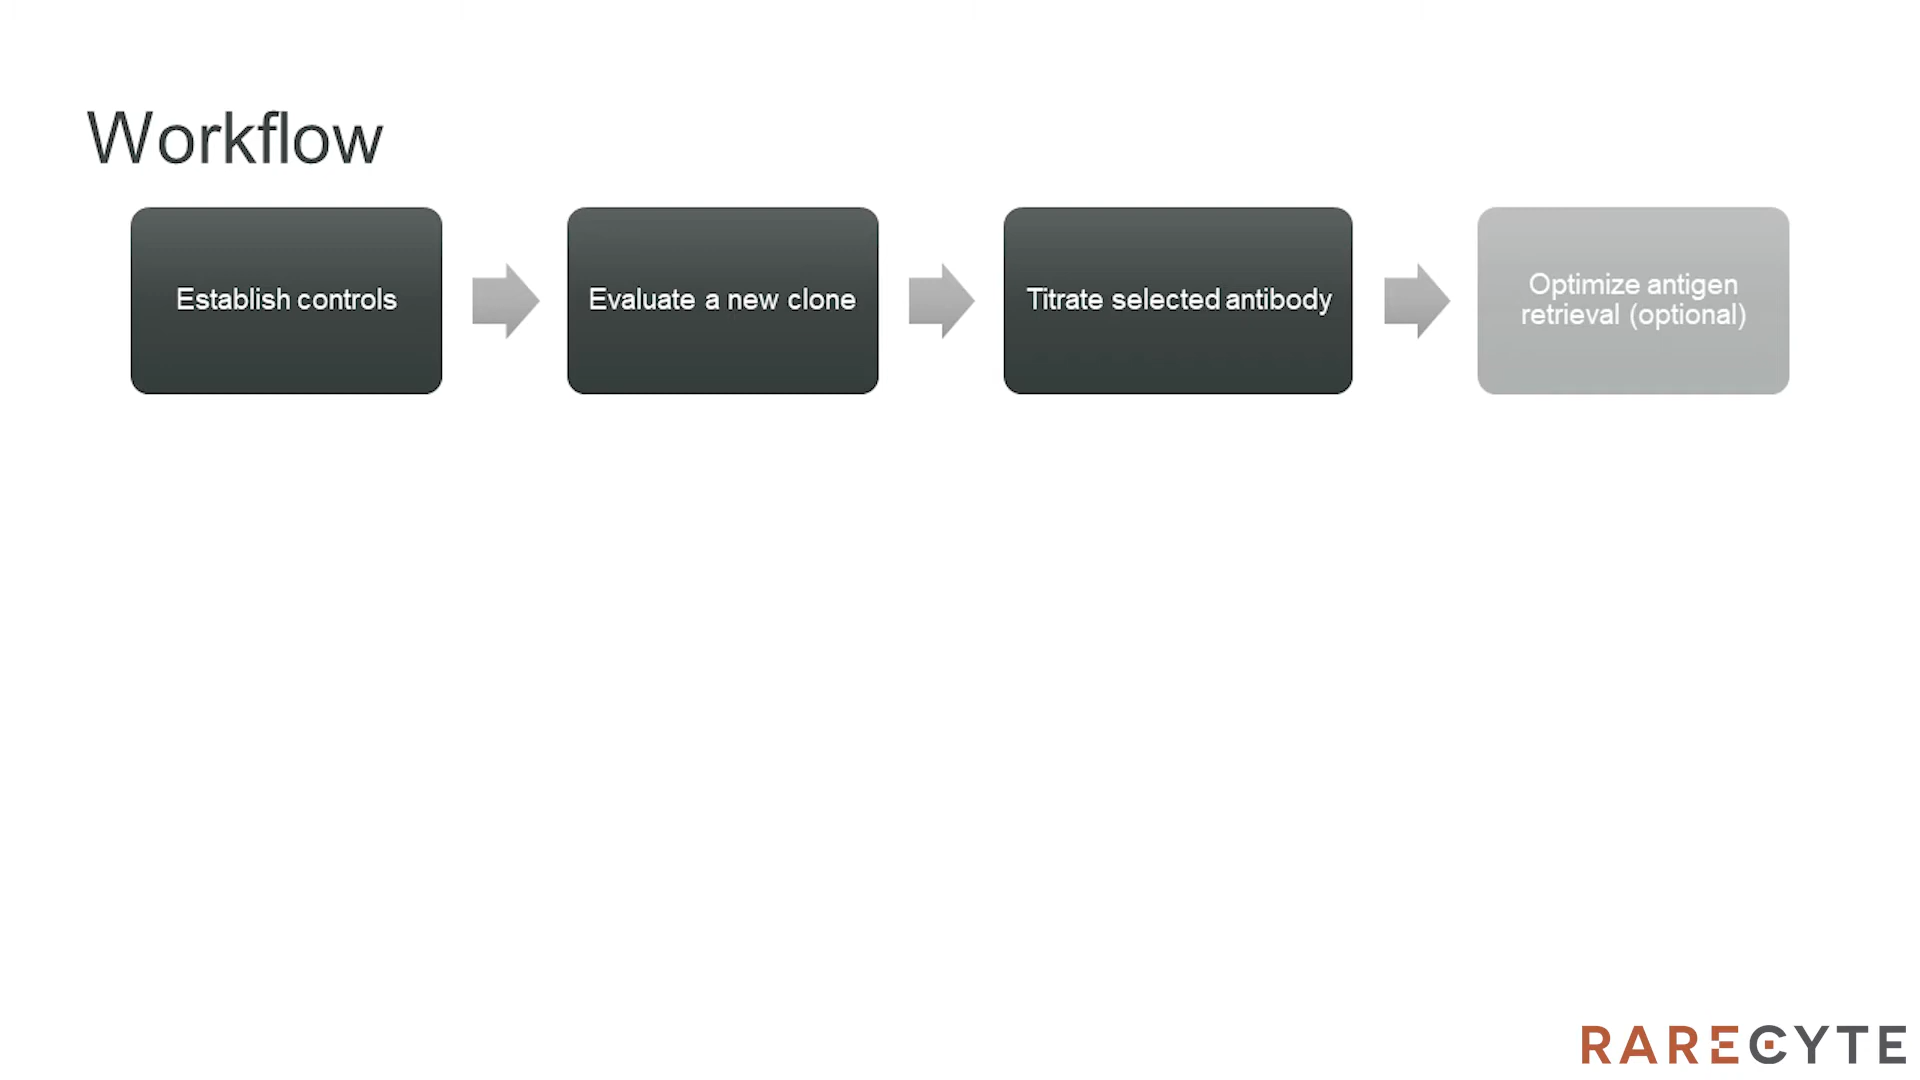 Workflow
Establish controls
Evaluate a new clone
Titrate selected antibody
Optimize antigen
retrieval (optional)
RARECYTE